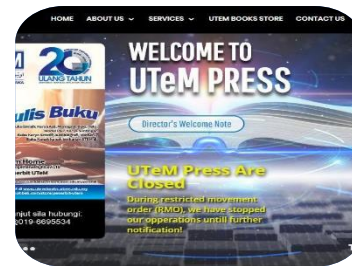 HOME ABOUT US SERVICES UTEM BOOKS STORE CONTACT US
20
ULANG TAHUN
ulis Buku
njut sila hubungi:
019-6695534
WELCOME TO
UTeM PRESS
Director's Welcome Note
UTeM Press Are
Closed
During restricted movement
order (RMO), we have stopped
our opperations untill further
notification!